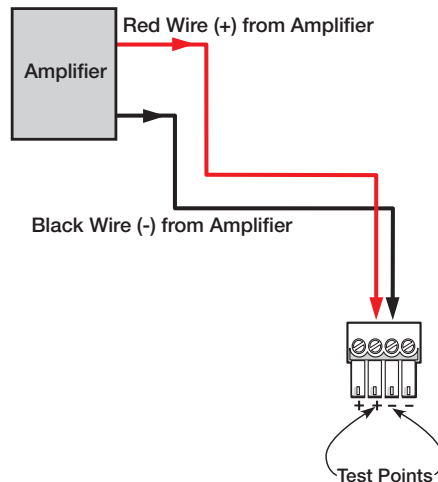 Red Wire (+) from Amplifier
Amplifier
Black Wire (-) from Amplifier
+ + – –
Test Points